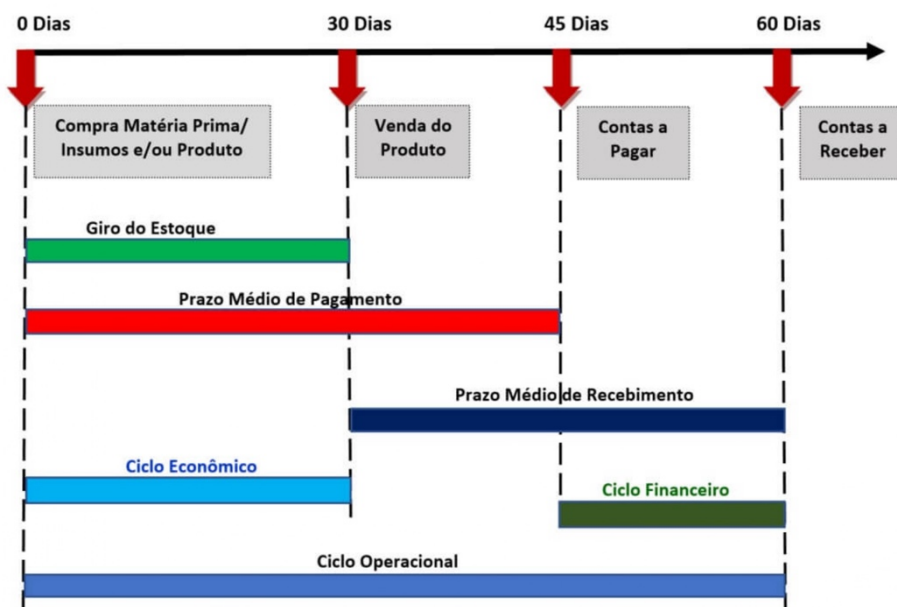 0 Dias
30 Dias
45 Dias
60 Dias
Compra Matéria Prima/
Insumos e/ou Produto
Venda do
Produto
Contas a
Pagar
Contas a
Receber
Giro do Estoque
Prazo Médio de Pagamento
Prazo Médio de Recebimento
Ciclo Econômico
Ciclo Financeiro
Ciclo Operacional